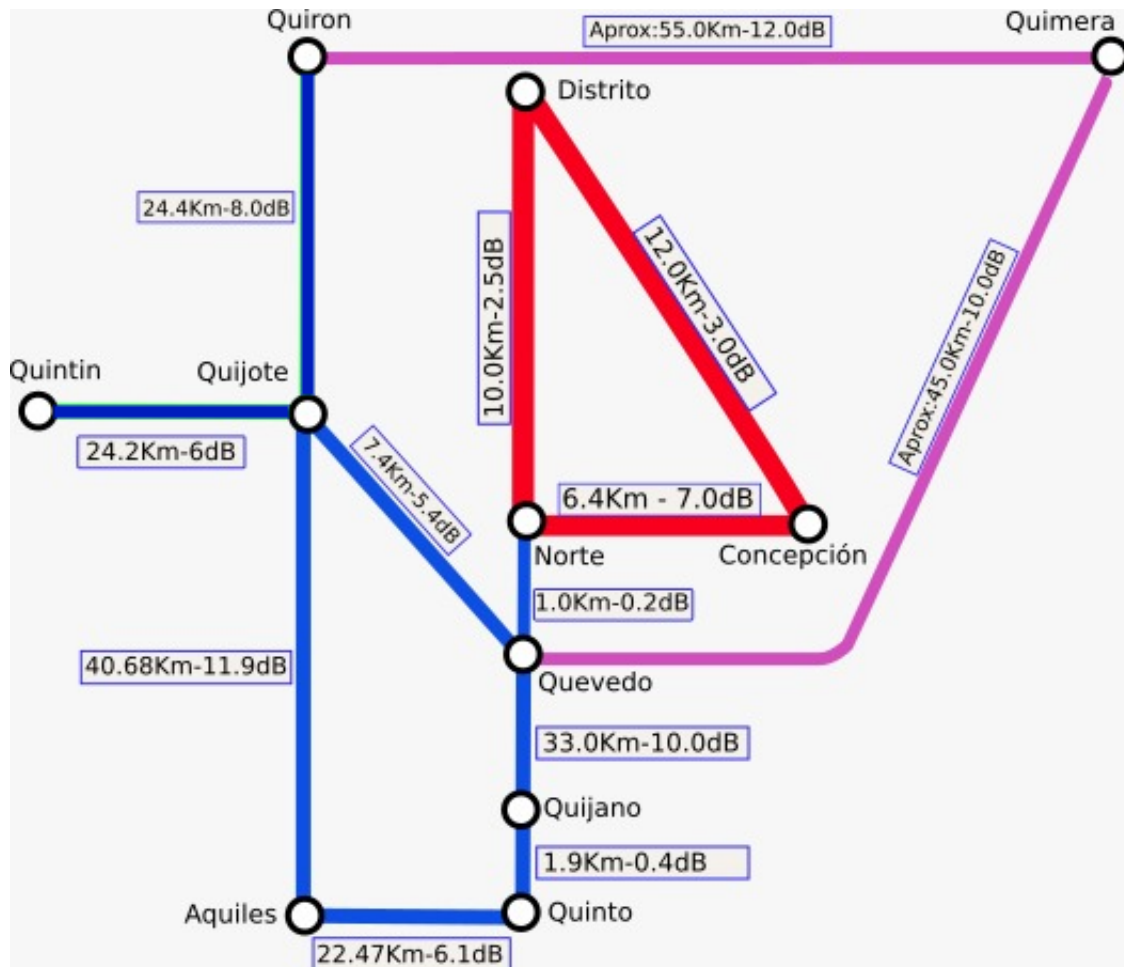 Quiron
Quimera
Aprox:55.0Km-12.0dB
Distrito
24.4Km-8.0dB
10.0Km-2.5dB
12.0Km-3.0dB
Aprox:45.0Km-10.0dB
Quintin
Quijote
24.2Km-6dB
7.4Km-5.4dB
6.4Km - 7.0dB
Norte
Concepción
1.0Km-0.2dB
40.68Km-11.9dB
Quevedo
33.0Km-10.0dB
Quijano
1.9Km-0.4dB
Aquiles
Quinto
22.47Km-6.1dB